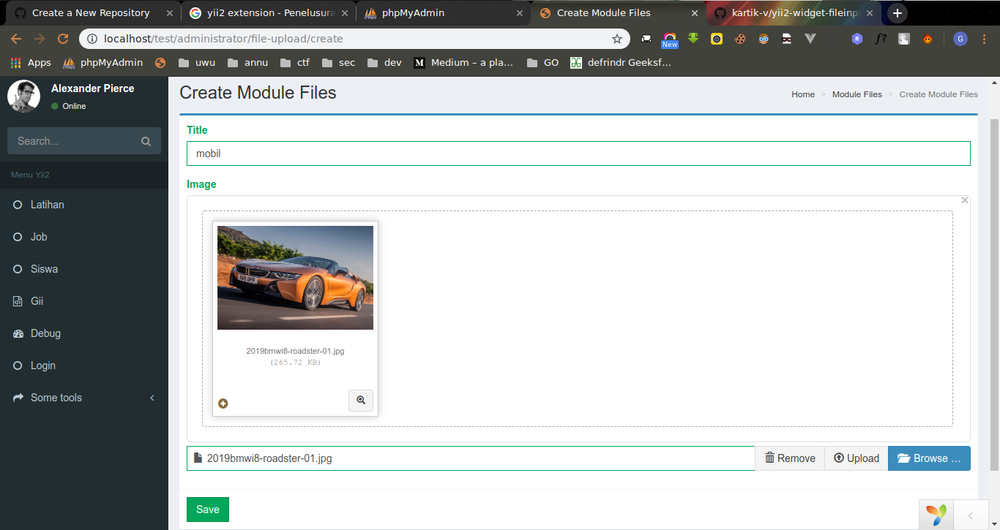 Create a New Repository
yii2 extension - Penelusura
phpMyAdmin
Create Module Files
kartik-v/yii2-widget-fileinpu
localhost/test/administrator/file-upload/create
New
R
f?
G
Apps
phpMyAdmin
uwu
annu
ctf
sec
dev
M
Medium – a pla…
GO
defrindr Geeksf…
Alexander Pierce
Online
Search...
Menu Yii2
Latihan
Job
Siswa
Gii
Debug
Login
Some tools
Create Module Files
Home > Module Files > Create Module Files
Title
mobil
Image
2019bmwi8-roadster-01.jpg
(265.72 KB)
2019bmwi8-roadster-01.jpg
Remove
Upload
Browse …
Save